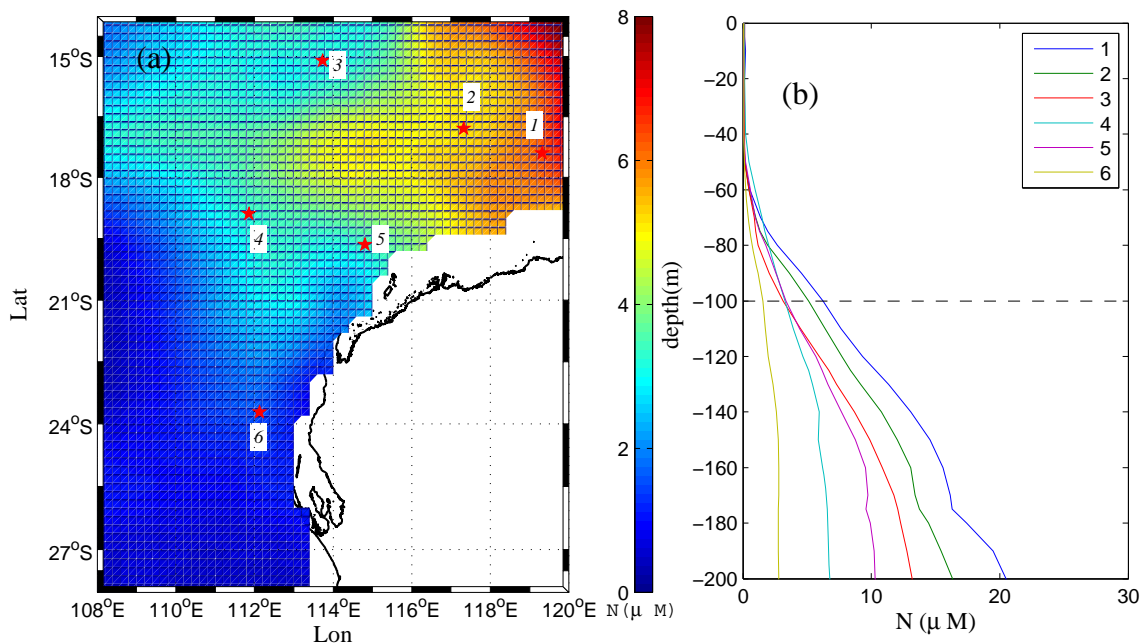 (a)
3
2
1
4
5
6
15°S
18°S
21°S
24°S
27°S
Lat
108°E 110°E 112°E 114°E 116°E 118°E 120°E
Lon
8
6
4
2
0
N(μ M)
(b)
1
2
3
4
5
6
0
−20
−40
−60
−80
−100
−120
−140
−160
−180
−200
depth(m)
0 10 20 30
N (μ M)